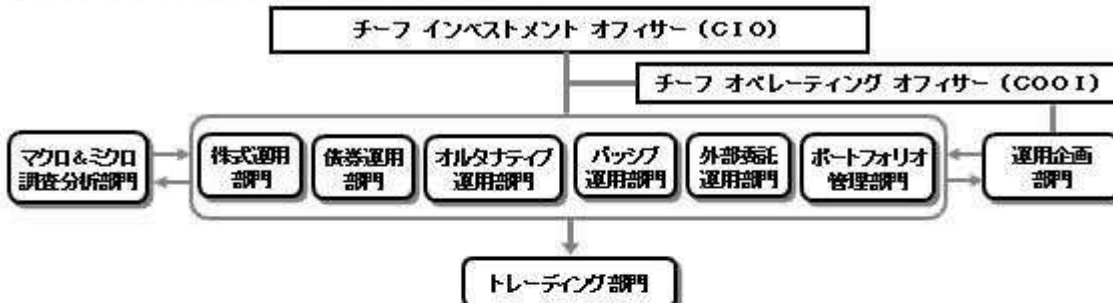 チーフ インベストメント オフィサー (CIO)
チーフ オペレーティング オフィサー (COOI)
マクロ&ミクロ
調査分析部門
株式運用
部門
債券運用
部門
オルタナティブ
運用部門
パッシブ
運用部門
外部委託
運用部門
ポートフォリオ
管理部門
運用企画
部門
トレーディング部門